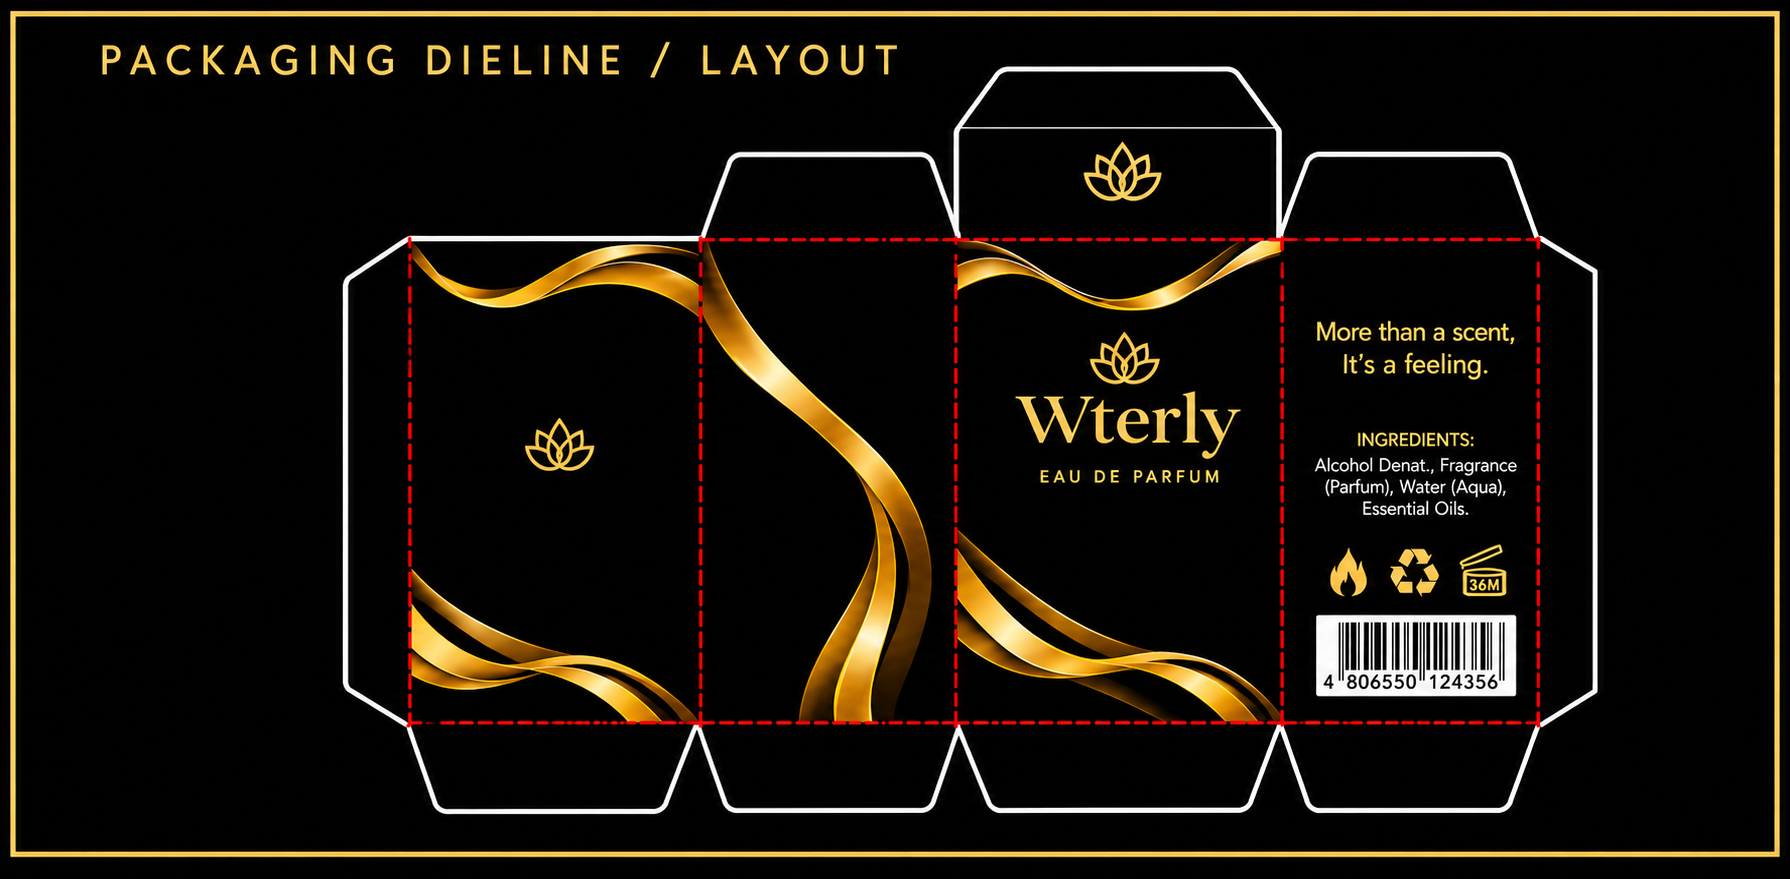 PACKAGING DIELINE / LAYOUT
Wterly
EAU DE PARFUM
More than a scent,
It's a feeling.
INGREDIENTS:
Alcohol Denat., Fragrance
(Parfum), Water (Aqua),
Essential Oils.
36M
4 806550 124356